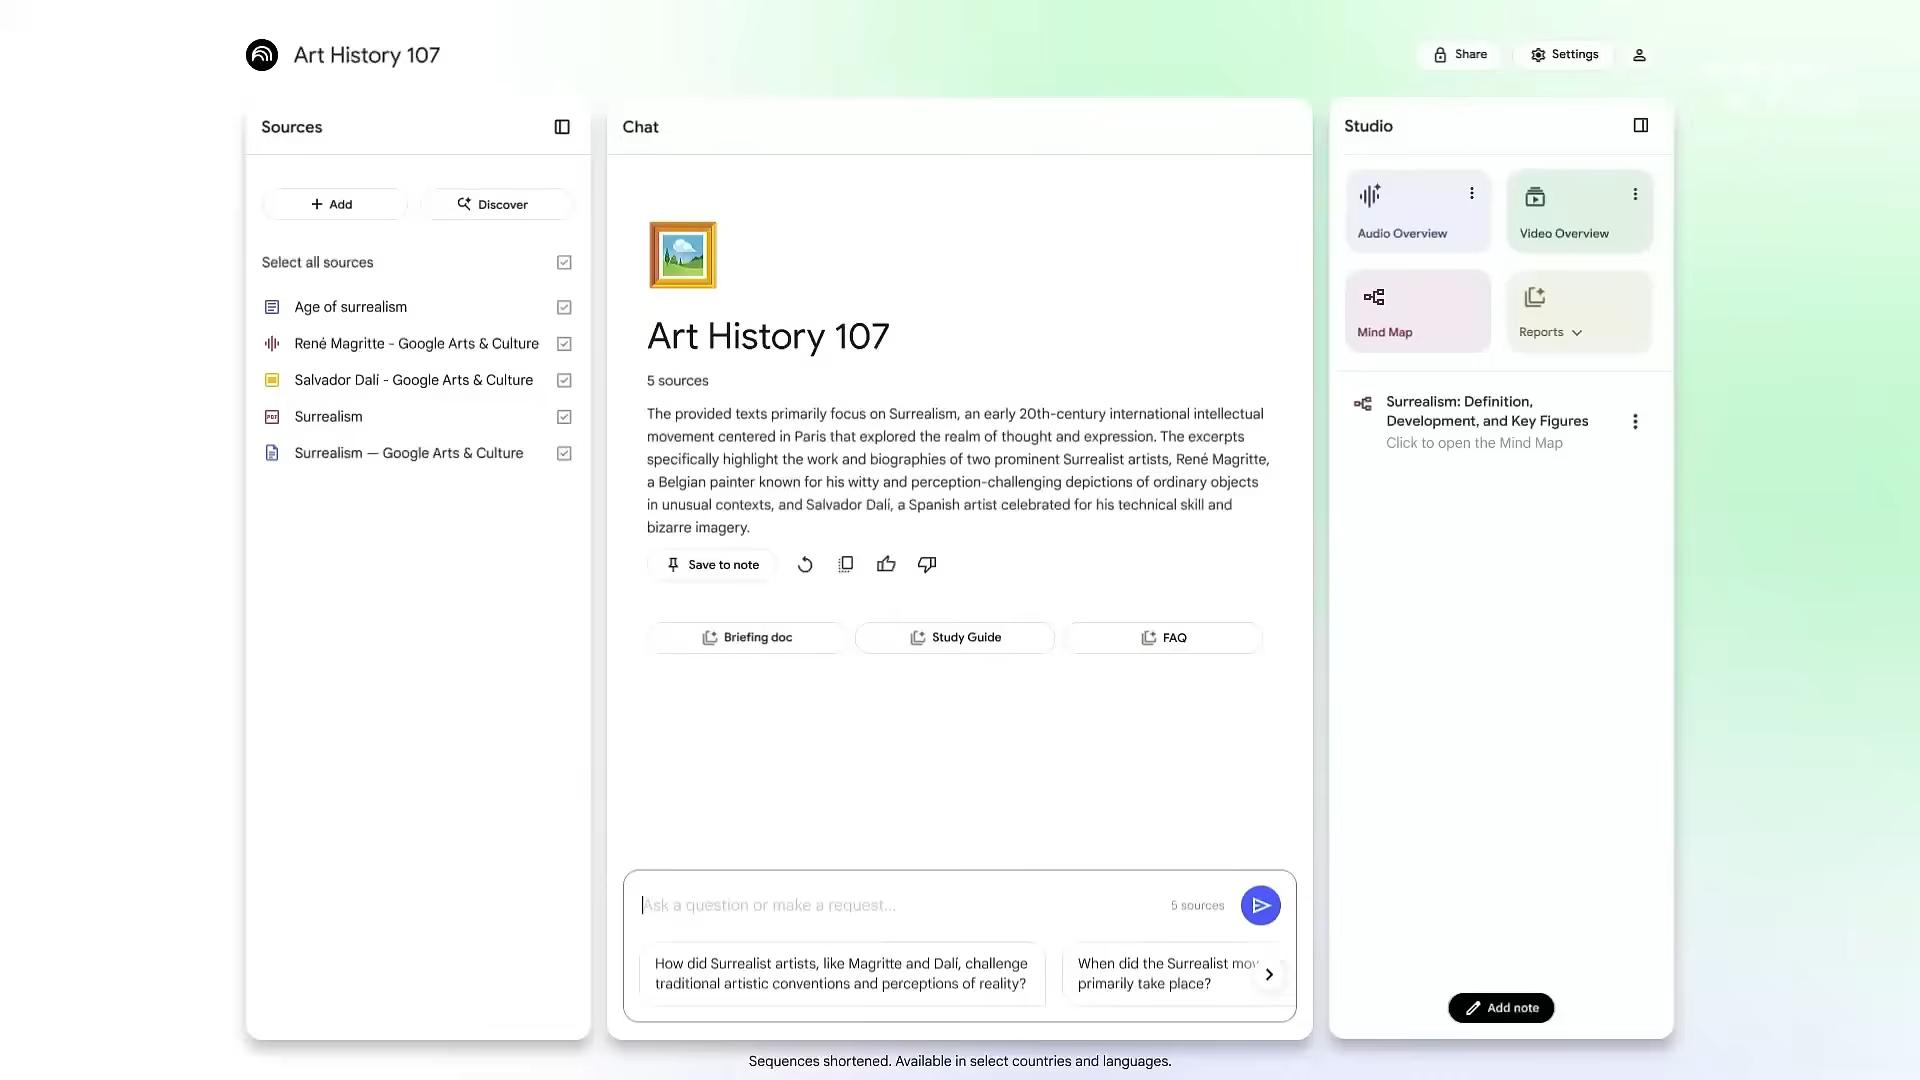 Art History 107
Share
Settings
Sources
Add
Discover
Select all sources
Age of surrealism
René Magritte - Google Arts & Culture
Salvador Dalí - Google Arts & Culture
PDF
Surrealism
Surrealism — Google Arts & Culture
Chat
Art History 107
5 sources
The provided texts primarily focus on Surrealism, an early 20th-century international intellectual
movement centered in Paris that explored the realm of thought and expression. The excerpts
specifically highlight the work and biographies of two prominent Surrealist artists, René Magritte,
a Belgian painter known for his witty and perception-challenging depictions of ordinary objects
in unusual contexts, and Salvador Dalí, a Spanish artist celebrated for his technical skill and
bizarre imagery.
Save to note
Briefing doc
Study Guide
FAQ
Ask a question or make a request...
5 sources
How did Surrealist artists, like Magritte and Dalí, challenge
traditional artistic conventions and perceptions of reality?
When did the Surrealist mov
primarily take place?
Studio
Audio Overview
Video Overview
Mind Map
Reports
Surrealism: Definition,
Development, and Key Figures
Click to open the Mind Map
Add note
Sequences shortened. Available in select countries and languages.